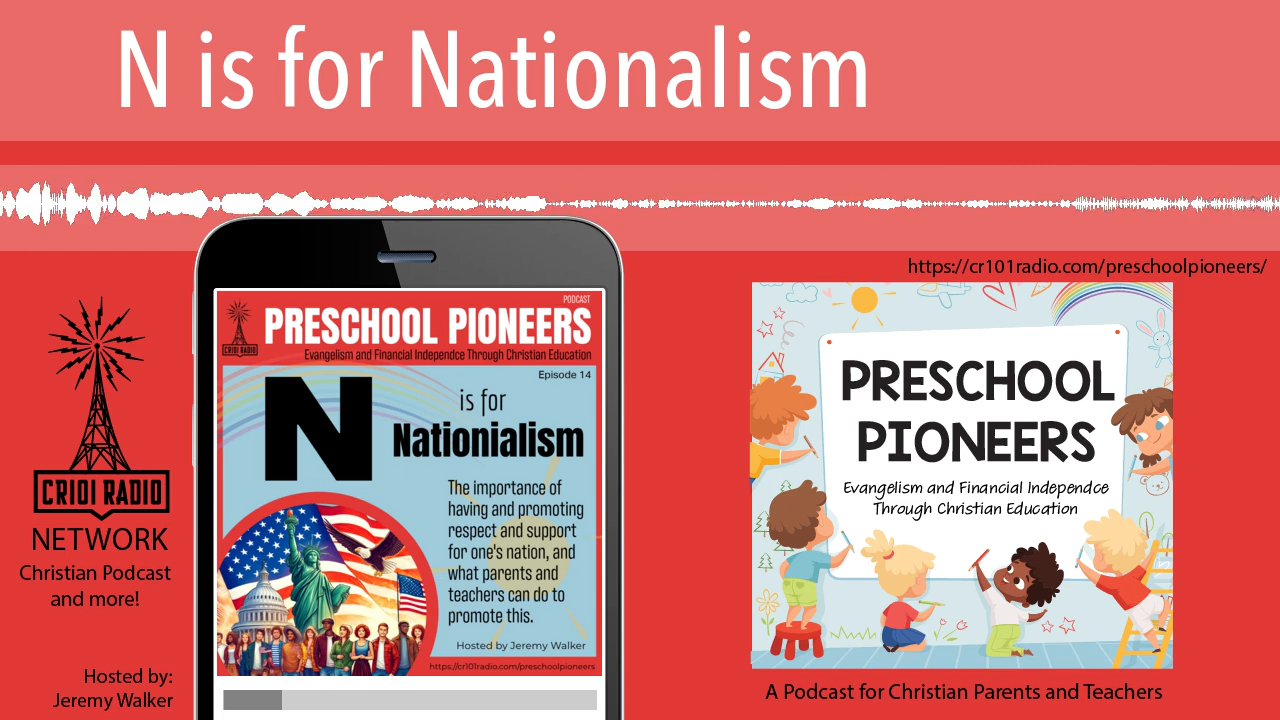 N is for Nationalism
https://cr101radio.com/preschoolpioneers/
CR101 RADIO
NETWORK
Christian Podcast
and more!
Hosted by:
Jeremy Walker
PODCAST
CR101 RADIO
PRESCHOOL PIONEERS
Evangelism and Financial Independce Through Christian Education
Episode 14
N
is for
Nationialism
The importance of
having and promoting
respect and support
for one's nation, and
what parents and
teachers can do to
promote this.
Hosted by Jeremy Walker
https://cr101radio.com/preschoolpioneers
PRESCHOOL
PIONEERS
Evangelism and Financial Independce
Through Christian Education
A Podcast for Christian Parents and Teachers